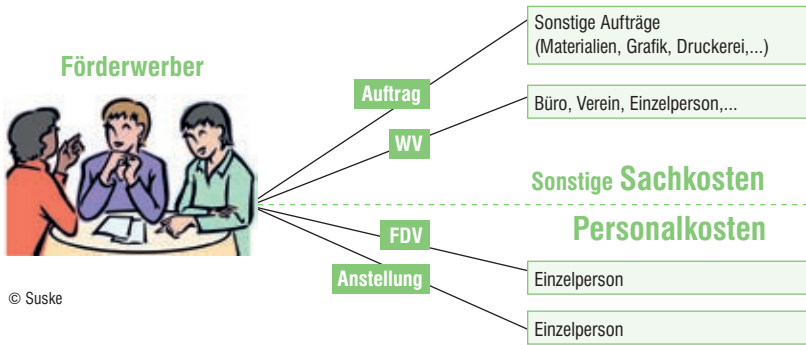 Förderwerber
Auftrag
WV
FDV
Anstellung
Sonstige Aufträge
(Materialien, Grafik, Druckerei,...)
Büro, Verein, Einzelperson,...
Sonstige Sachkosten
Personalkosten
Einzelperson
Einzelperson
© Suske